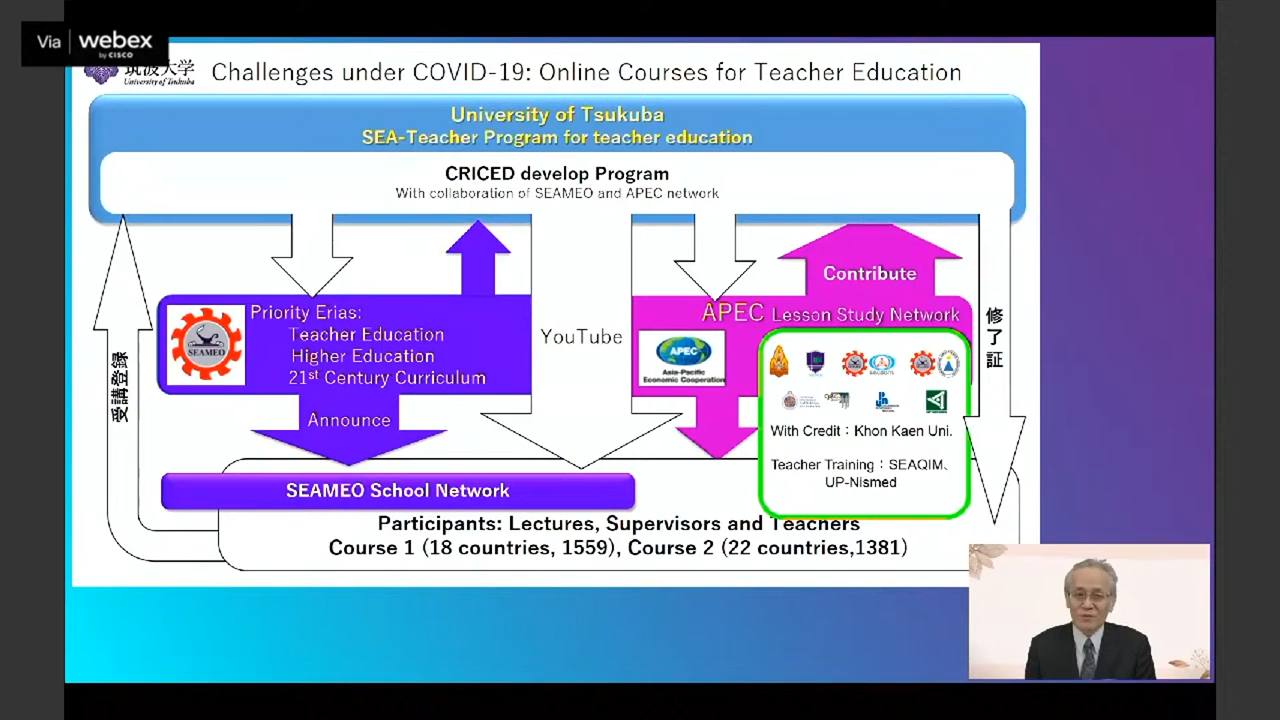 Via webex
by CISCO
筑波大学
University of Tsukuba
Challenges under COVID-19: Online Courses for Teacher Education
University of Tsukuba
SEA-Teacher Program for teacher education
CRICED develop Program
With collaboration of SEAMEO and APEC network
Contribute
Priority Erias:
Teacher Education
Higher Education
21st Century Curriculum
SEAMEO
YouTube
APEC Lesson Study Network
APEC
Asia-Pacific
Economic Cooperation
修了証
受講登録
Announce
With Credit：Khon Kaen Uni.
Teacher Training：SEAQIM、
UP-Nismed
SEAMEO School Network
Participants: Lectures, Supervisors and Teachers
Course 1 (18 countries, 1559), Course 2 (22 countries,1381)